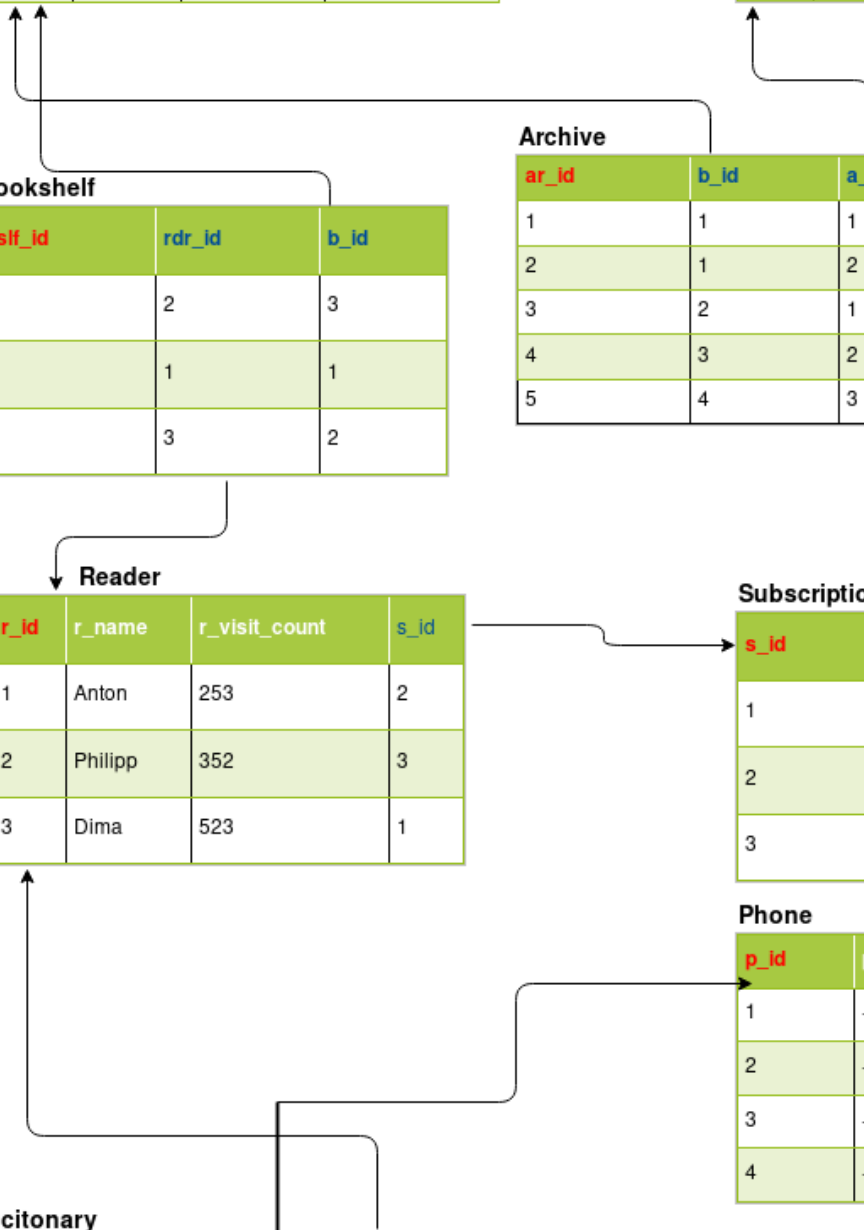 Archive
ar_id b_id a_
1 1 1
2 1 2
3 2 1
4 3 2
5 4 3
ookshelf
slf_id rdr_id b_id
2 3
1 1
3 2
Reader
r_id r_name r_visit_count s_id
1 Anton 253 2
2 Philipp 352 3
3 Dima 523 1
Subscriptio
s_id
1
2
3
Phone
p_id
1
2
3
4
citonary